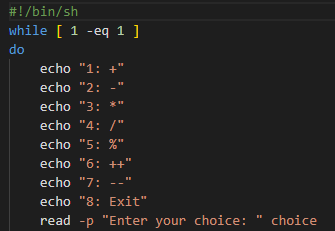 #!/bin/sh
while [ 1 -eq 1 ]
do
    echo "1: +"
    echo "2: -"
    echo "3: *"
    echo "4: /"
    echo "5: %"
    echo "6: ++"
    echo "7: --"
    echo "8: Exit"
    read -p "Enter your choice: " choice